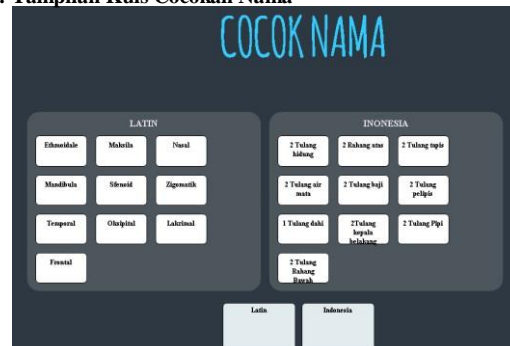 . Tampilan Kuis Cocokan Nama
COCOK NAMA
LATIN
Ethmoidale
Maksila
Nasal
Mandibula
Sfenoid
Zigomatik
Temporal
Oksipital
Lakrimal
Frontal
INONESIA
2 Tulang
hidung
2 Rahang atas
2 Tulang tapis
2 Tulang air
mata
2 Tulang baji
2 Tulang
pelipis
1 Tulang dahi
2Tulang
kepala
belakang
2 Tulang Pipi
2 Tulang
Rahang
Bawah
Latin
Indonesia